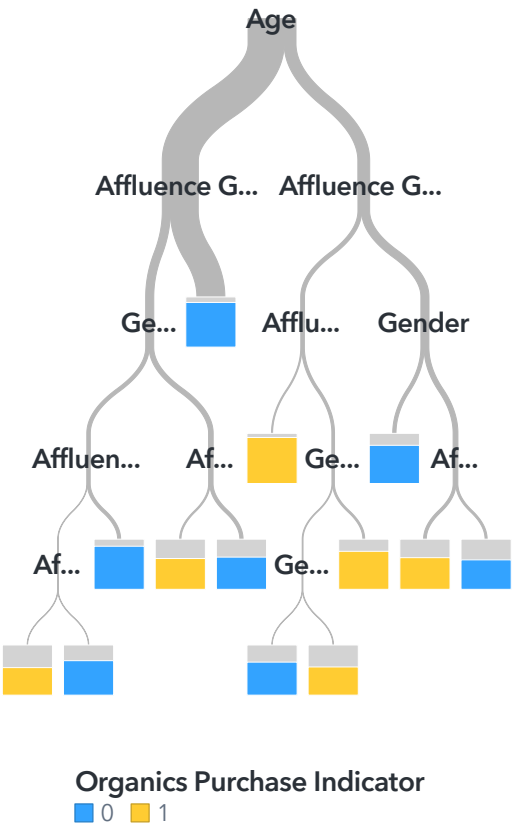 Age
Affluence G... Affluence G...
Ge... Afflu... Gender
Affluen... Af... Ge... Af...
Af... Ge...
Organics Purchase Indicator
0 1